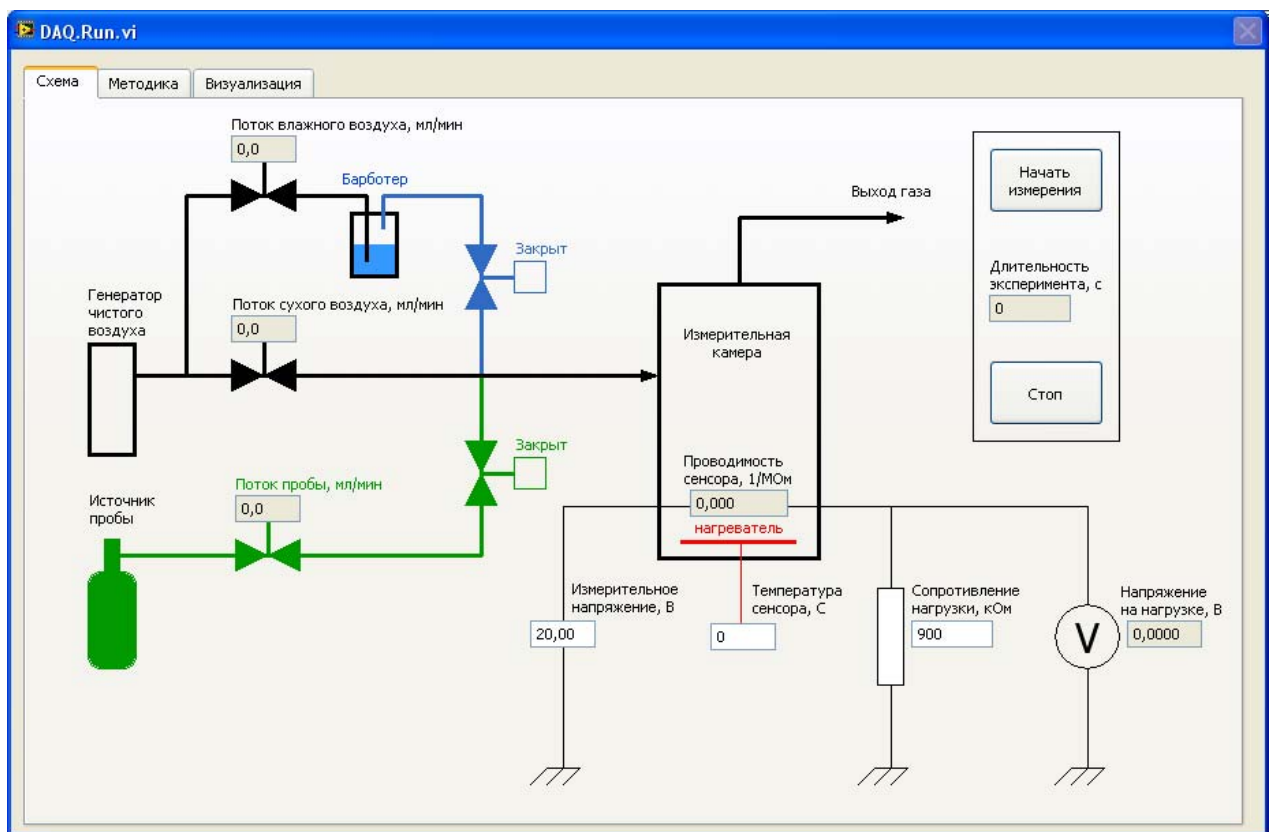 DAQ.Run.vi
Схема
Методика
Визуализация
Поток влажного воздуха, мл/мин
0,0
Барботер
Закрыт
Выход газа
Начать
измерения
Длительность
эксперимента, с
0
Стоп
Генератор
чистого
воздуха
Поток сухого воздуха, мл/мин
0,0
Измерительная
камера
Закрыт
Проводимость
сенсора, 1/МОм
0,000
нагреватель
Источник
пробы
Поток пробы, мл/мин
0,0
Измерительное
напряжение, В
20,00
Температура
сенсора, С
0
Сопротивление
нагрузки, кОм
900
V
Напряжение
на нагрузке, В
0,0000